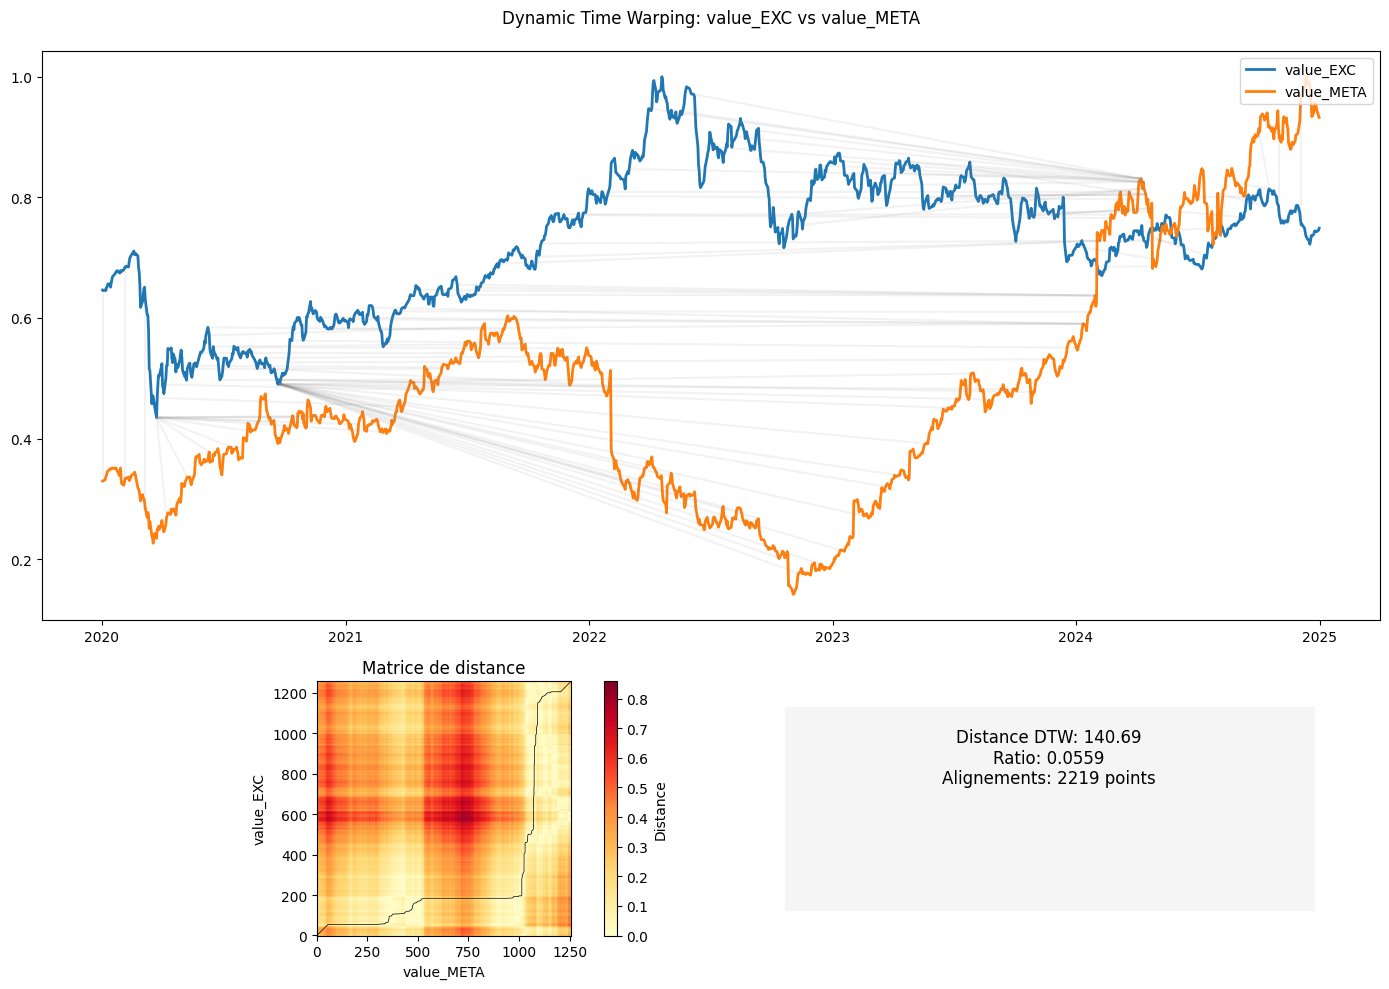 Dynamic Time Warping: value_EXC vs value_META
value_EXC
value_META
1.0
0.8
0.6
0.4
0.2
2020 2021 2022 2023 2024 2025
Matrice de distance
value_EXC
1200
1000
800
600
400
200
0
0 250 500 750 1000 1250
value_META
0.8
0.7
0.6
0.5
0.4
0.3
0.2
0.1
0.0
Distance
Distance DTW: 140.69
Ratio: 0.0559
Alignements: 2219 points